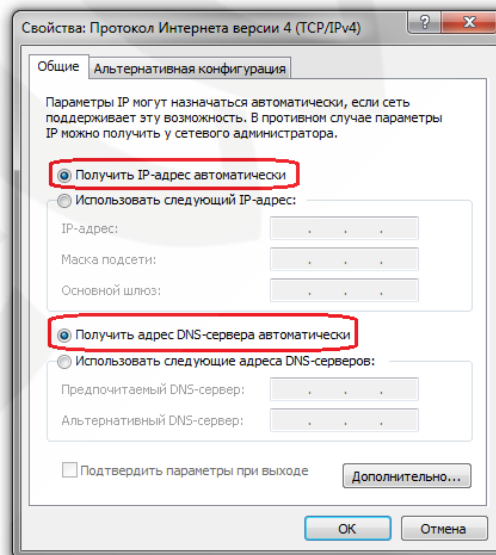 Свойства: Протокол Интернета версии 4 (TCP/IPv4)
Общие
Альтернативная конфигурация
Параметры IP могут назначаться автоматически, если сеть
поддерживает эту возможность. В противном случае параметры
IP можно получить у сетевого администратора.
Получить IP-адрес автоматически
Использовать следующий IP-адрес:
IP-адрес:
Маска подсети:
Основной шлюз:
Получить адрес DNS-сервера автоматически
Использовать следующие адреса DNS-серверов:
Предпочитаемый DNS-сервер:
Альтернативный DNS-сервер:
Подтвердить параметры при выходе
Дополнительно...
ОК
Отмена